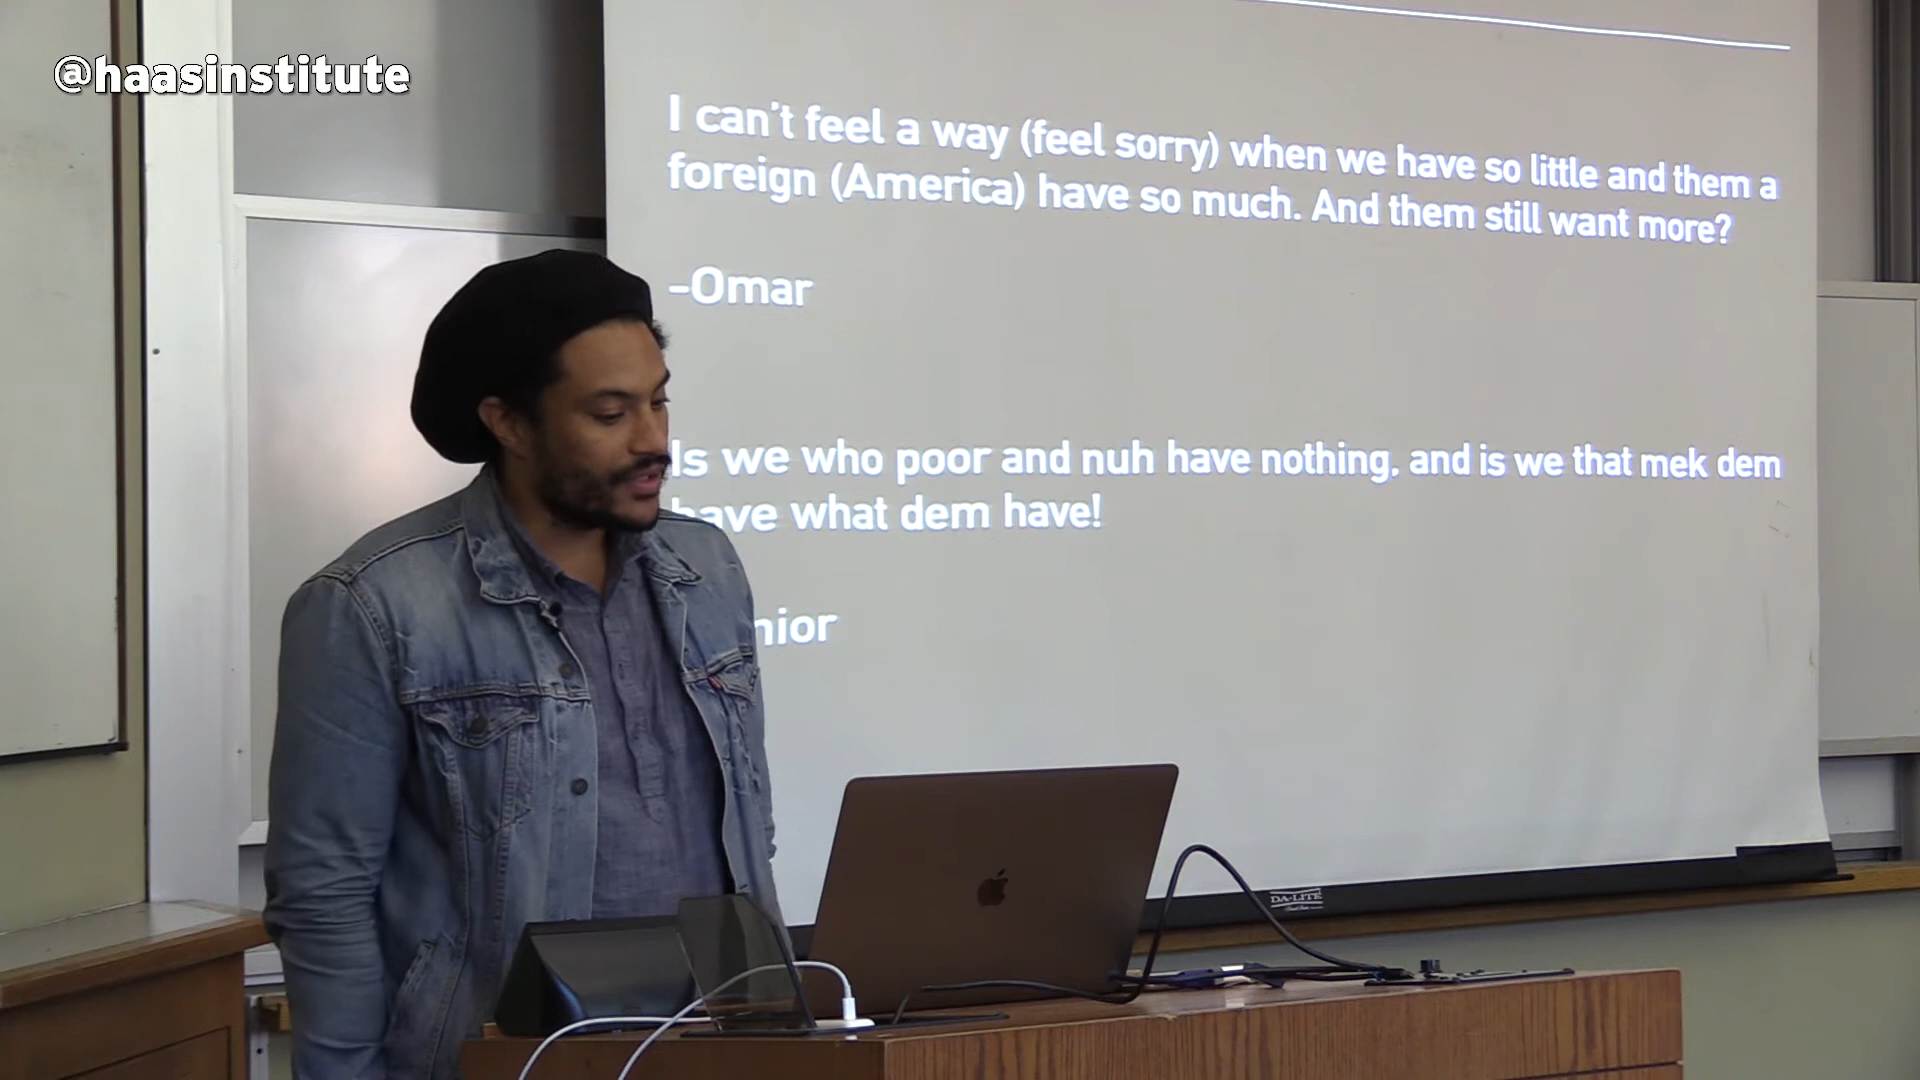 @haasinstitute
I can't feel a way (feel sorry) when we have so little and them a
foreign (America) have so much. And them still want more?
–Omar
Is we who poor and nuh have nothing, and is we that mek dem
have what dem have!
nior
DA-LITE